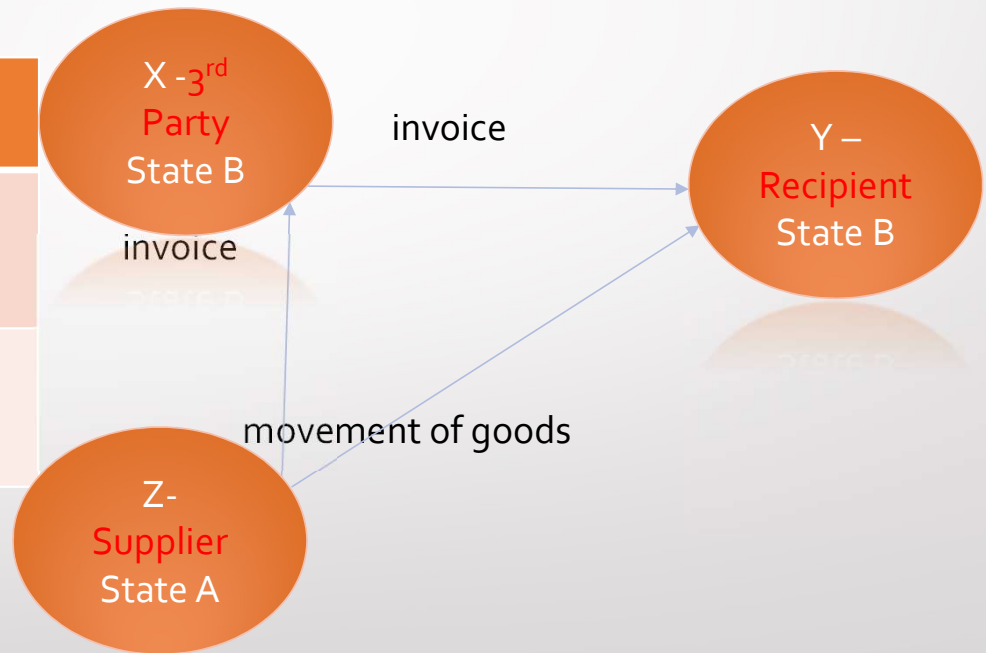 X -3rd
Party
State B
invoice
Y –
Recipient
State B
invoice
movement of goods
Z-
Supplier
State A